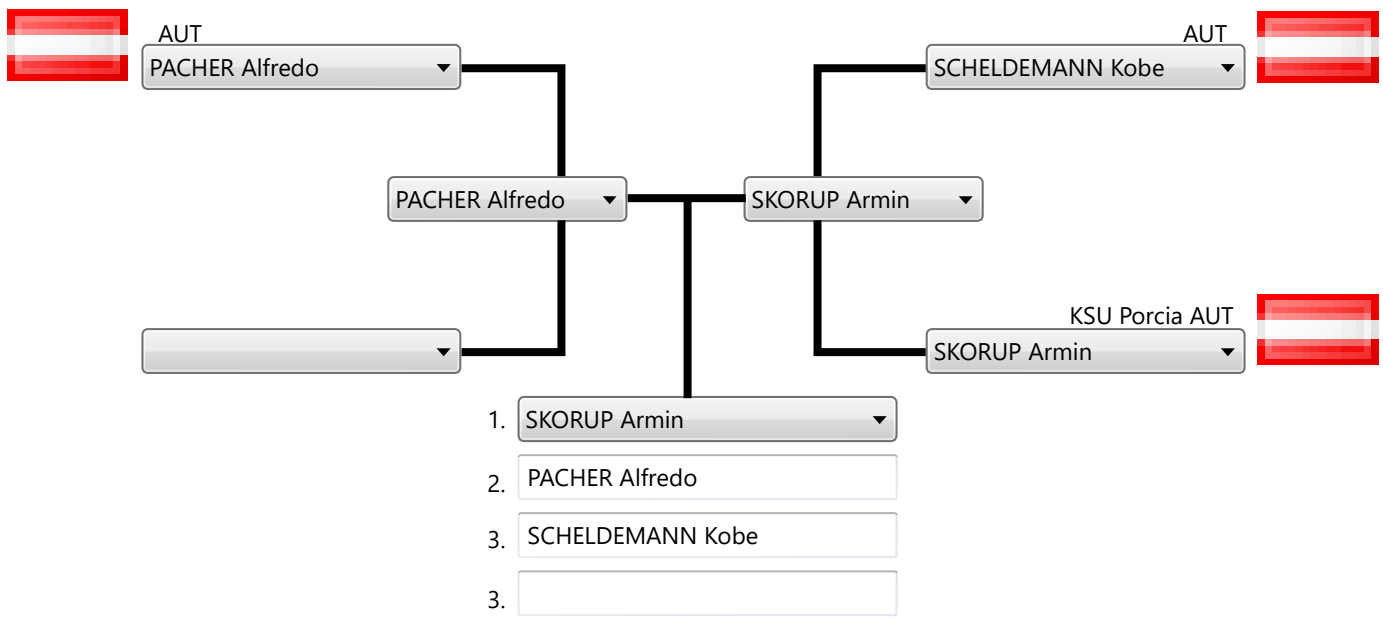 AUT
PACHER Alfredo
AUT
SCHELDEMANN Kobe
PACHER Alfredo
SKORUP Armin
KSU Porcia AUT
SKORUP Armin
1. SKORUP Armin
2. PACHER Alfredo
3. SCHELDEMANN Kobe
3.